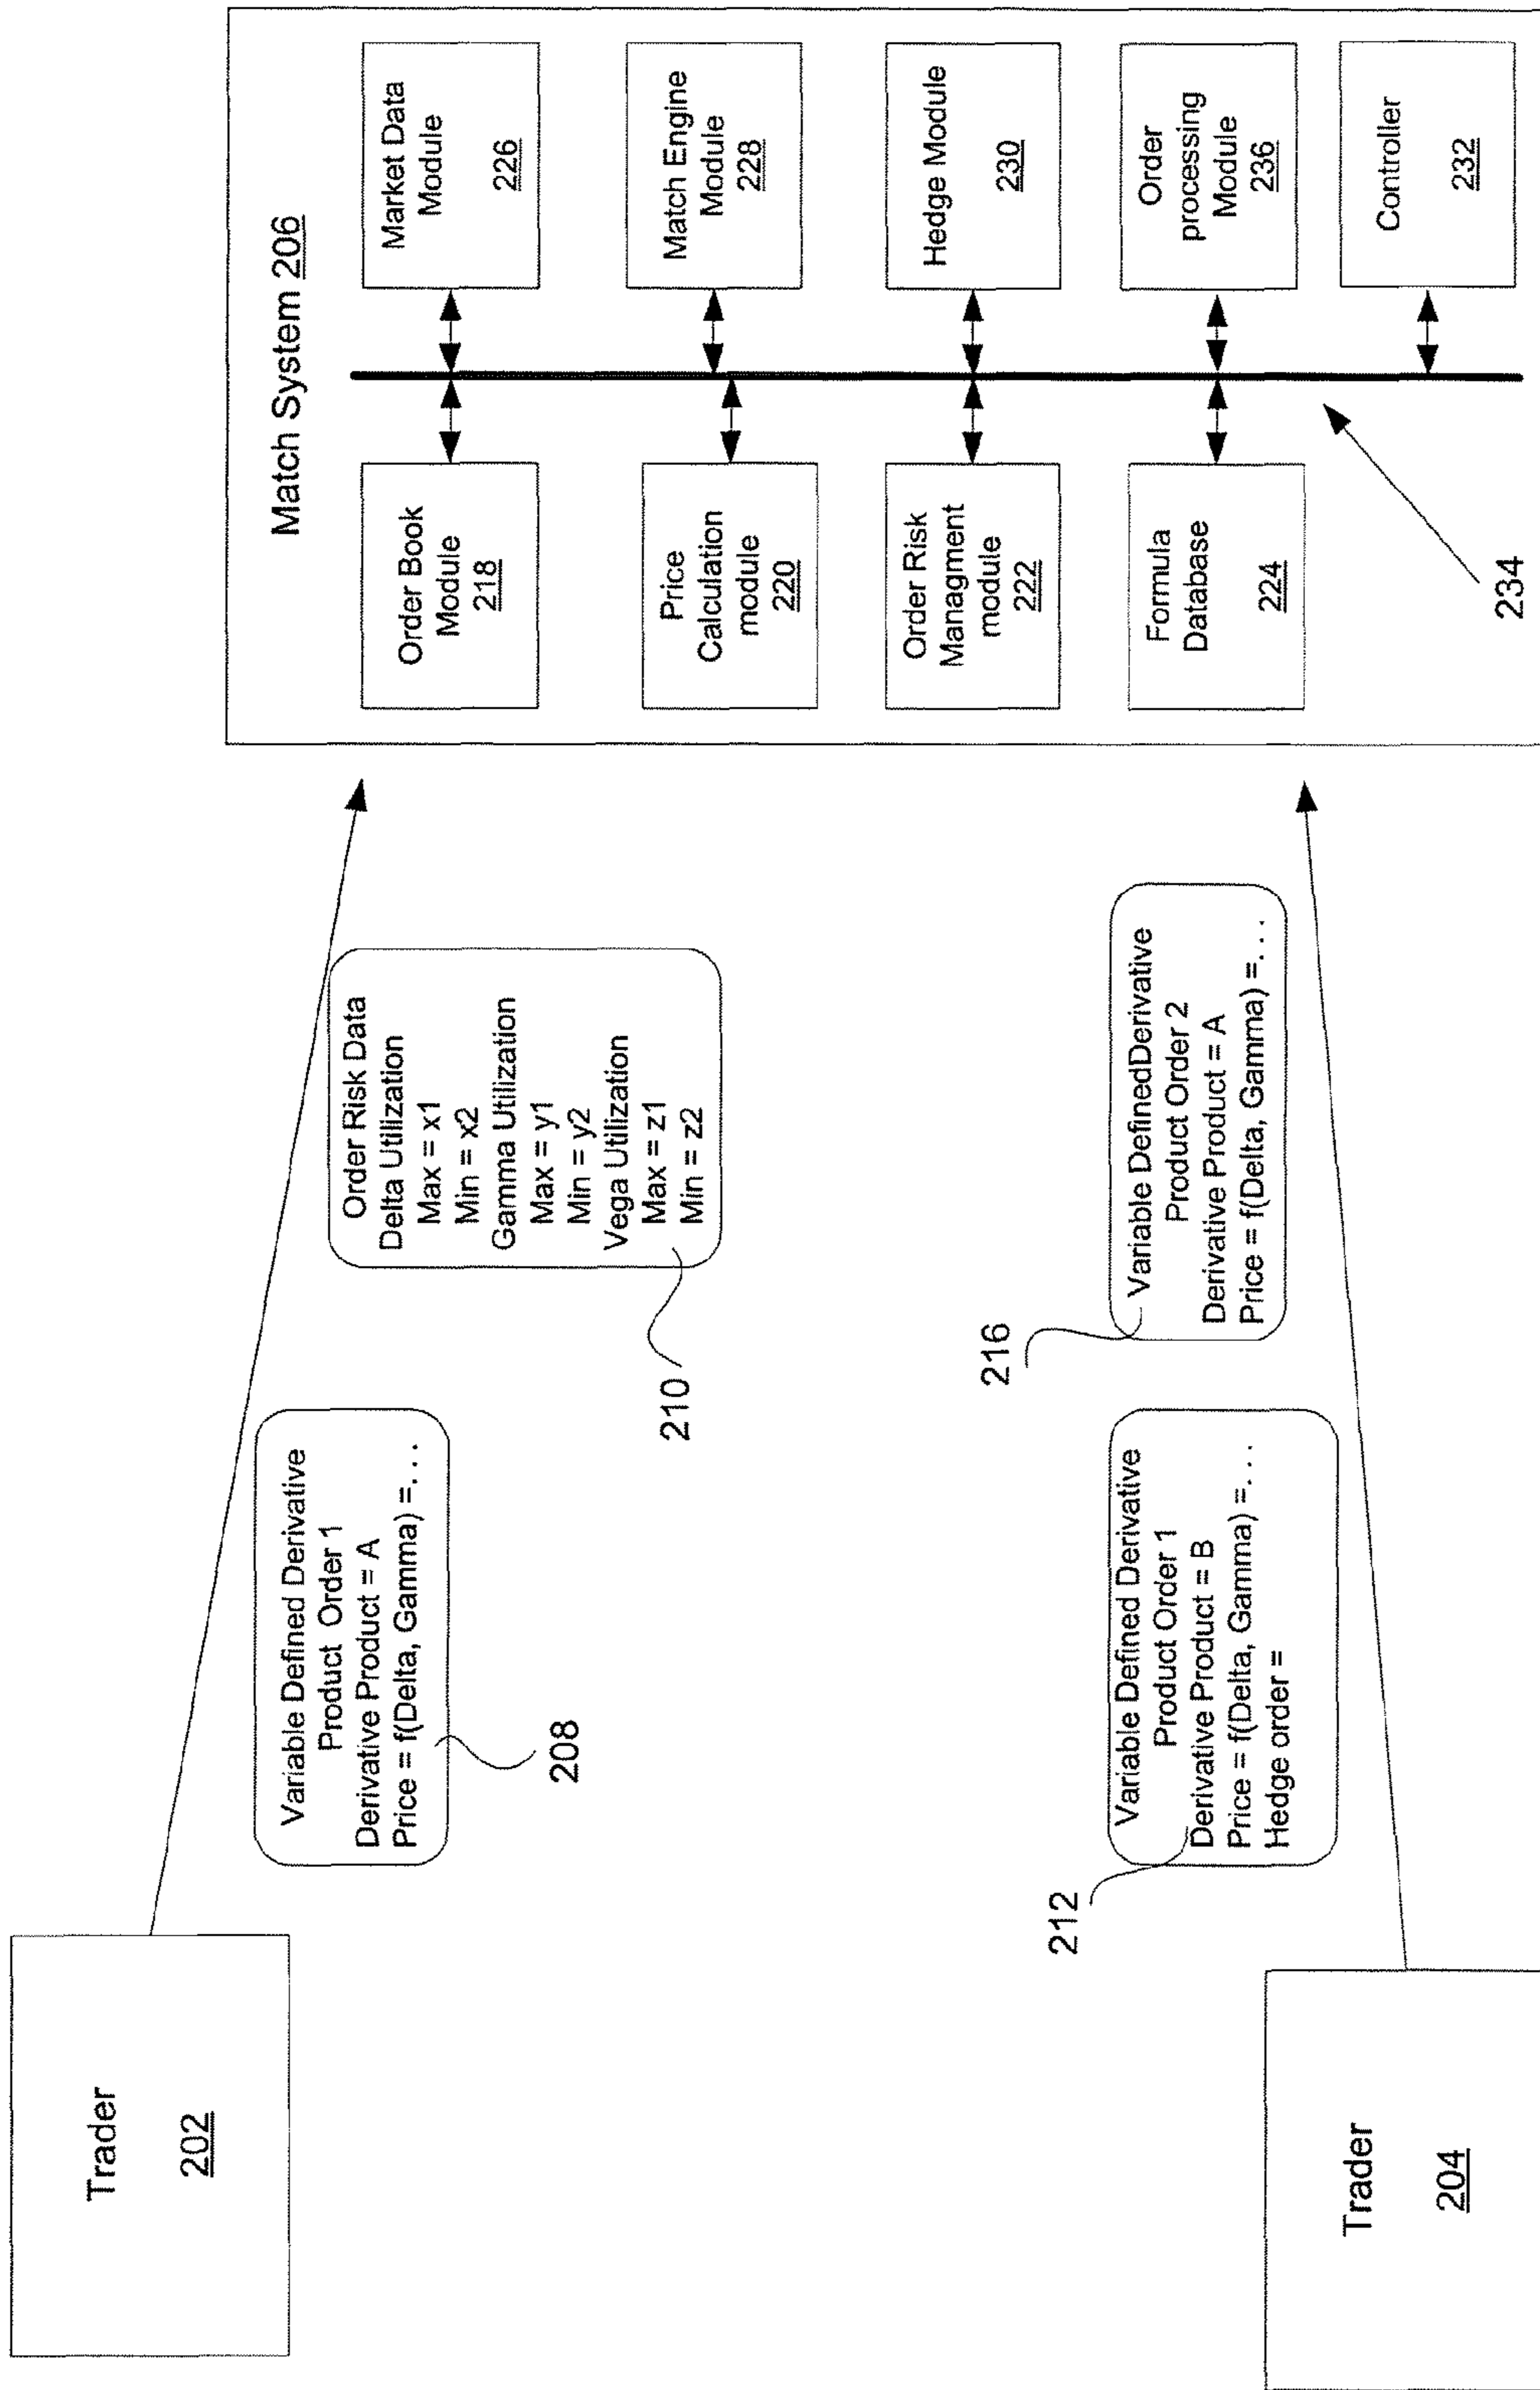 Trader
202
Variable Defined Derivative
Product Order 1
Derivative Product = A
Price = f(Delta, Gamma) =. . .
208
Order Risk Data
Delta Utilization
Max = x1
Min = x2
Gamma Utilization
Max = y1
Min = y2
Vega Utilization
Max = z1
Min = z2
210
Trader
204
Variable Defined Derivative
Product Order 1
Derivative Product = B
Price = f(Delta, Gamma) =. . .
Hedge order =
212
Variable DefinedDerivative
Product Order 2
Derivative Product = A
Price = f(Delta, Gamma) =. . .
216
Match System 206
Order Book
Module
218
Market Data
Module
226
Price
Calculation
module
220
Match Engine
Module
228
Order Risk
Managment
module
222
Hedge Module
230
Formula
Database
224
Order
processing
Module
236
Controller
232
234